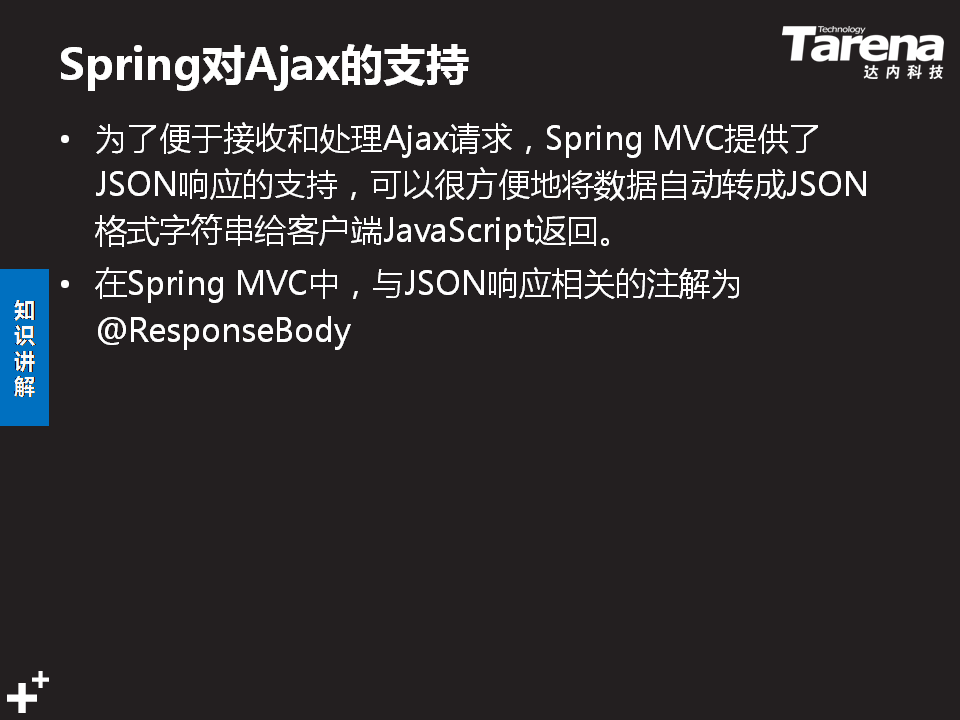 Spring对Ajax的支持
Technology
Tarena
达内科技
• 为了便于接收和处理Ajax请求，Spring MVC提供了
JSON响应的支持，可以很方便地将数据自动转成JSON
格式字符串给客户端JavaScript返回。
• 在Spring MVC中，与JSON响应相关的注解为
@ResponseBody
知
识
讲
解